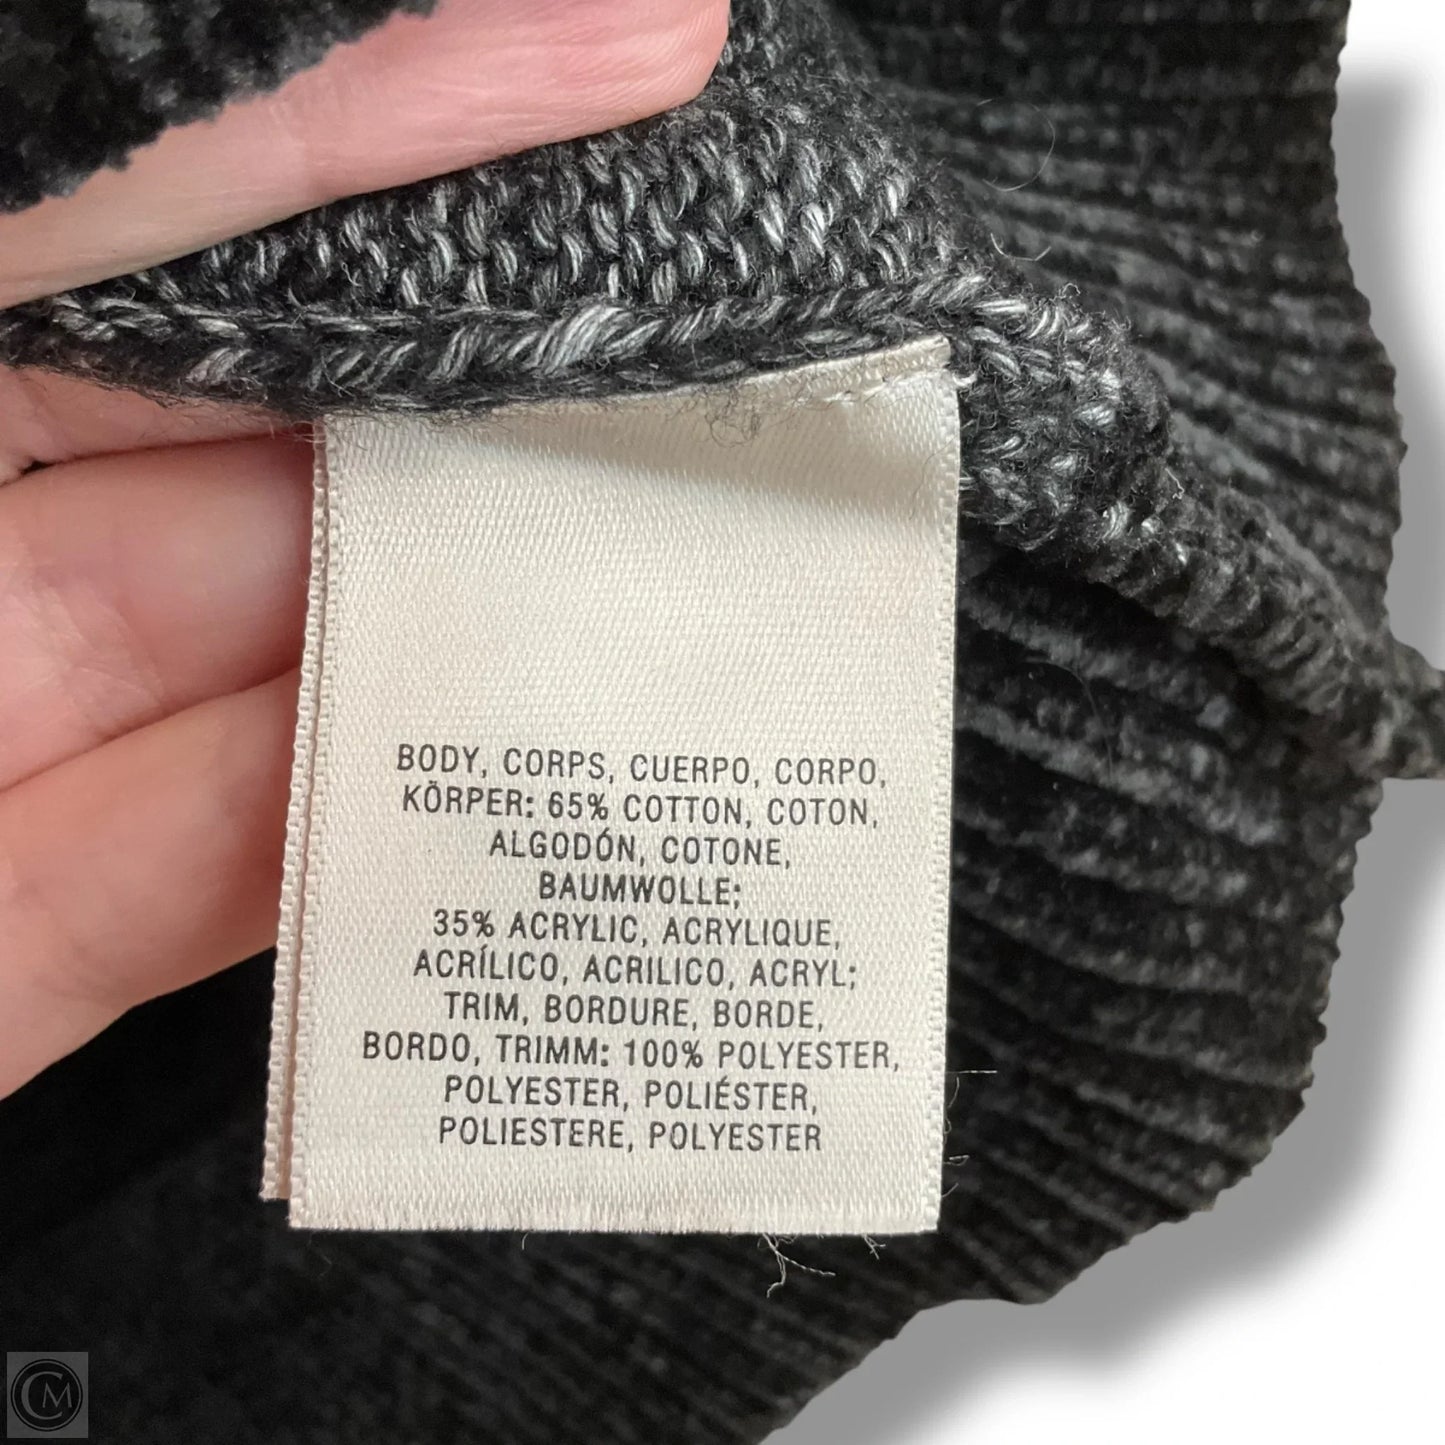 BODY, CORPS, CUERPO, CORPO,
KÖRPER: 65% COTTON, COTON,
ALGODÓN, COTONE,
BAUMWOLLE;
35% ACRYLIC, ACRYLIQUE,
ACRÍLICO, ACRILICO, ACRYL;
TRIM, BORDURE, BORDE,
BORDO, TRIMM: 100% POLYESTER,
POLYESTER, POLIÉSTER,
POLIESTERE, POLYESTER
CM